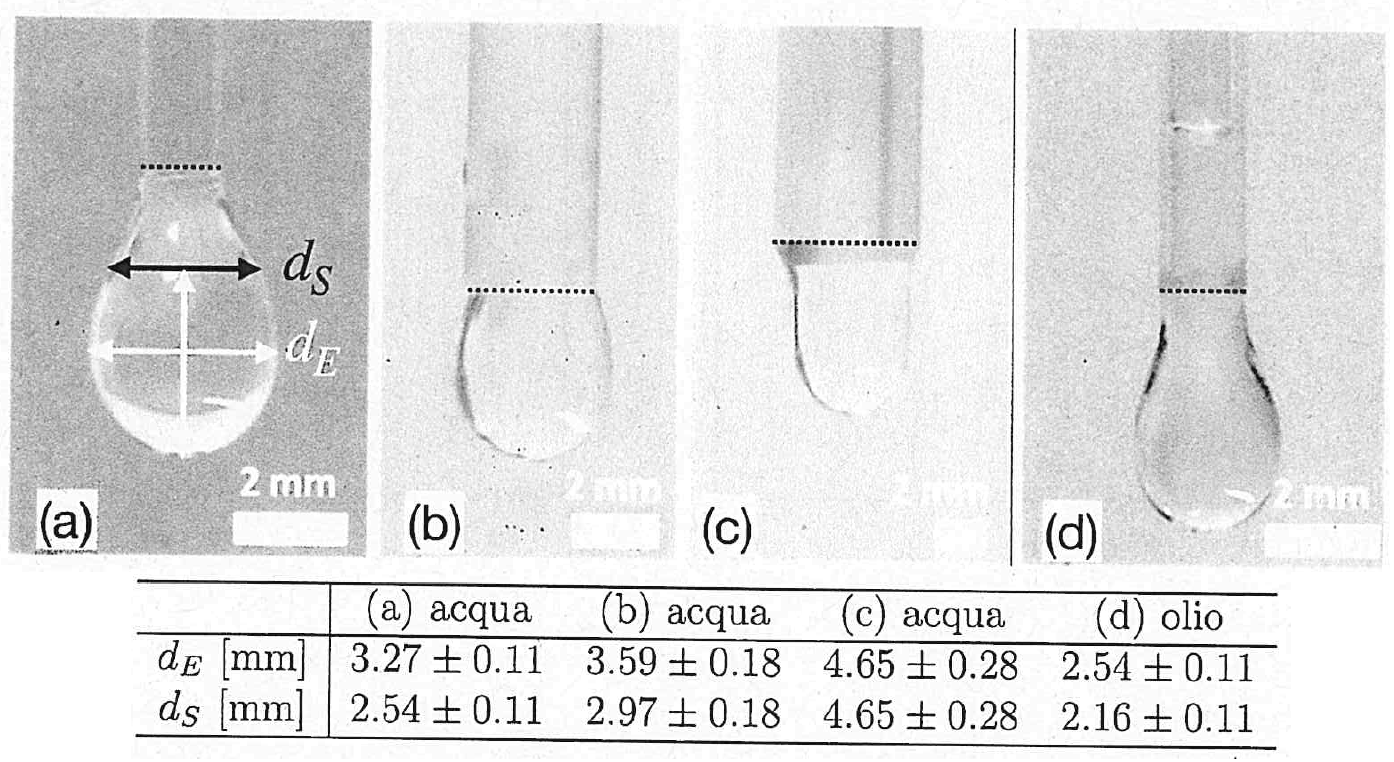 d_S
d_E
2 mm
2 mm
2 mm
2 mm
(a)
(b)
(c)
(d)
(a) acqua (b) acqua (c) acqua (d) olio
d_E [mm] 3.27 ± 0.11 3.59 ± 0.18 4.65 ± 0.28 2.54 ± 0.11
d_S [mm] 2.54 ± 0.11 2.97 ± 0.18 4.65 ± 0.28 2.16 ± 0.11